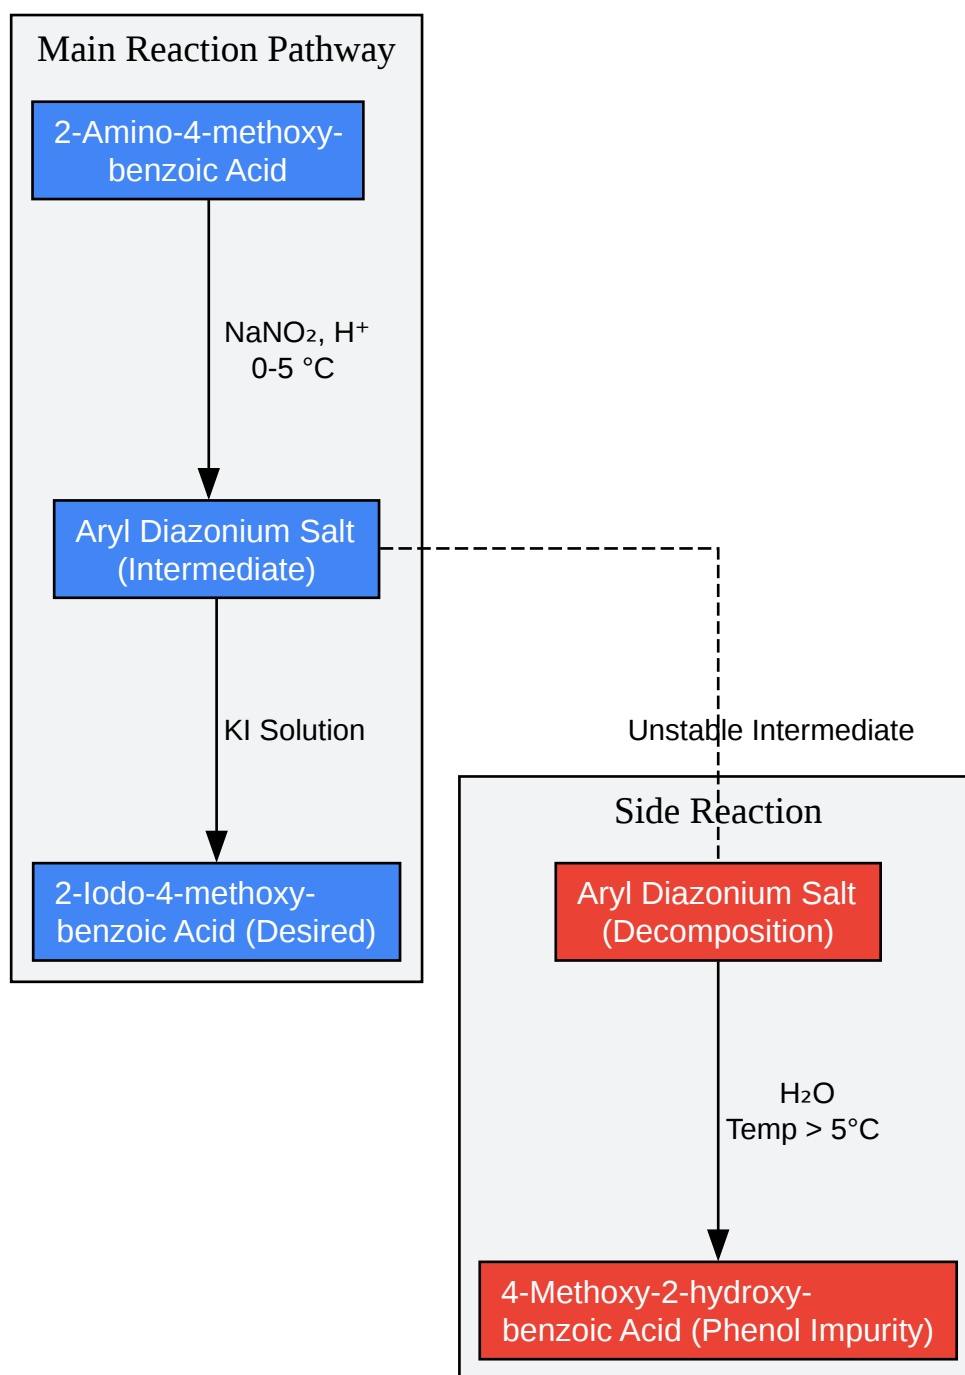 Main Reaction Pathway
2-Amino-4-methoxy-
benzoic Acid
NaNO₂, H⁺
0-5 °C
Aryl Diazonium Salt
(Intermediate)
KI Solution
2-Iodo-4-methoxy-
benzoic Acid (Desired)
Unstable Intermediate
Side Reaction
Aryl Diazonium Salt
(Decomposition)
H₂O
Temp > 5°C
4-Methoxy-2-hydroxy-
benzoic Acid (Phenol Impurity)